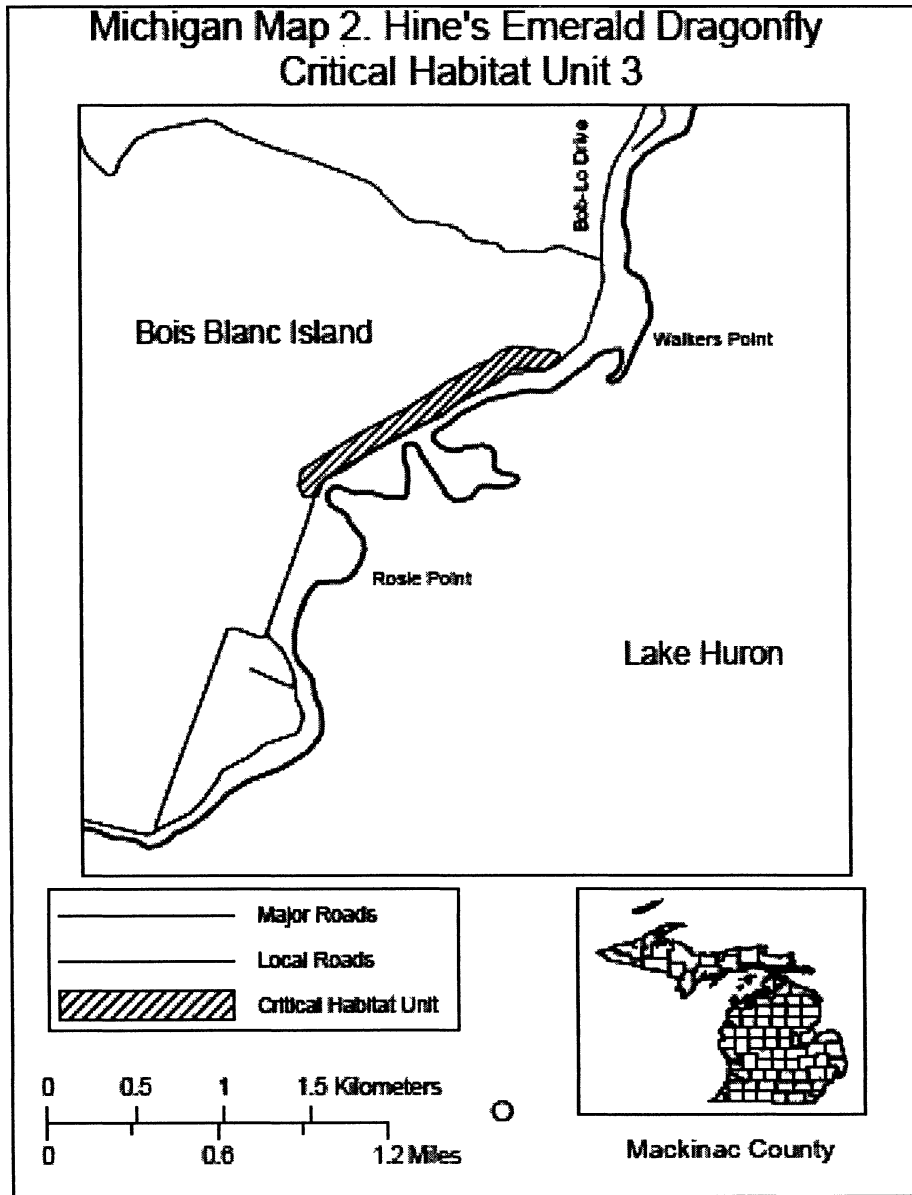 Michigan Map 2. Hine's Emerald Dragonfly
Critical Habitat Unit 3
Bob-Lo Drive
Bois Blanc Island
Walkers Point
Rosie Point
Lake Huron
Major Roads
Local Roads
Critical Habitat Unit
0 0.5 1 1.5 Kilometers
0 0.6 1.2 Miles
Mackinac County